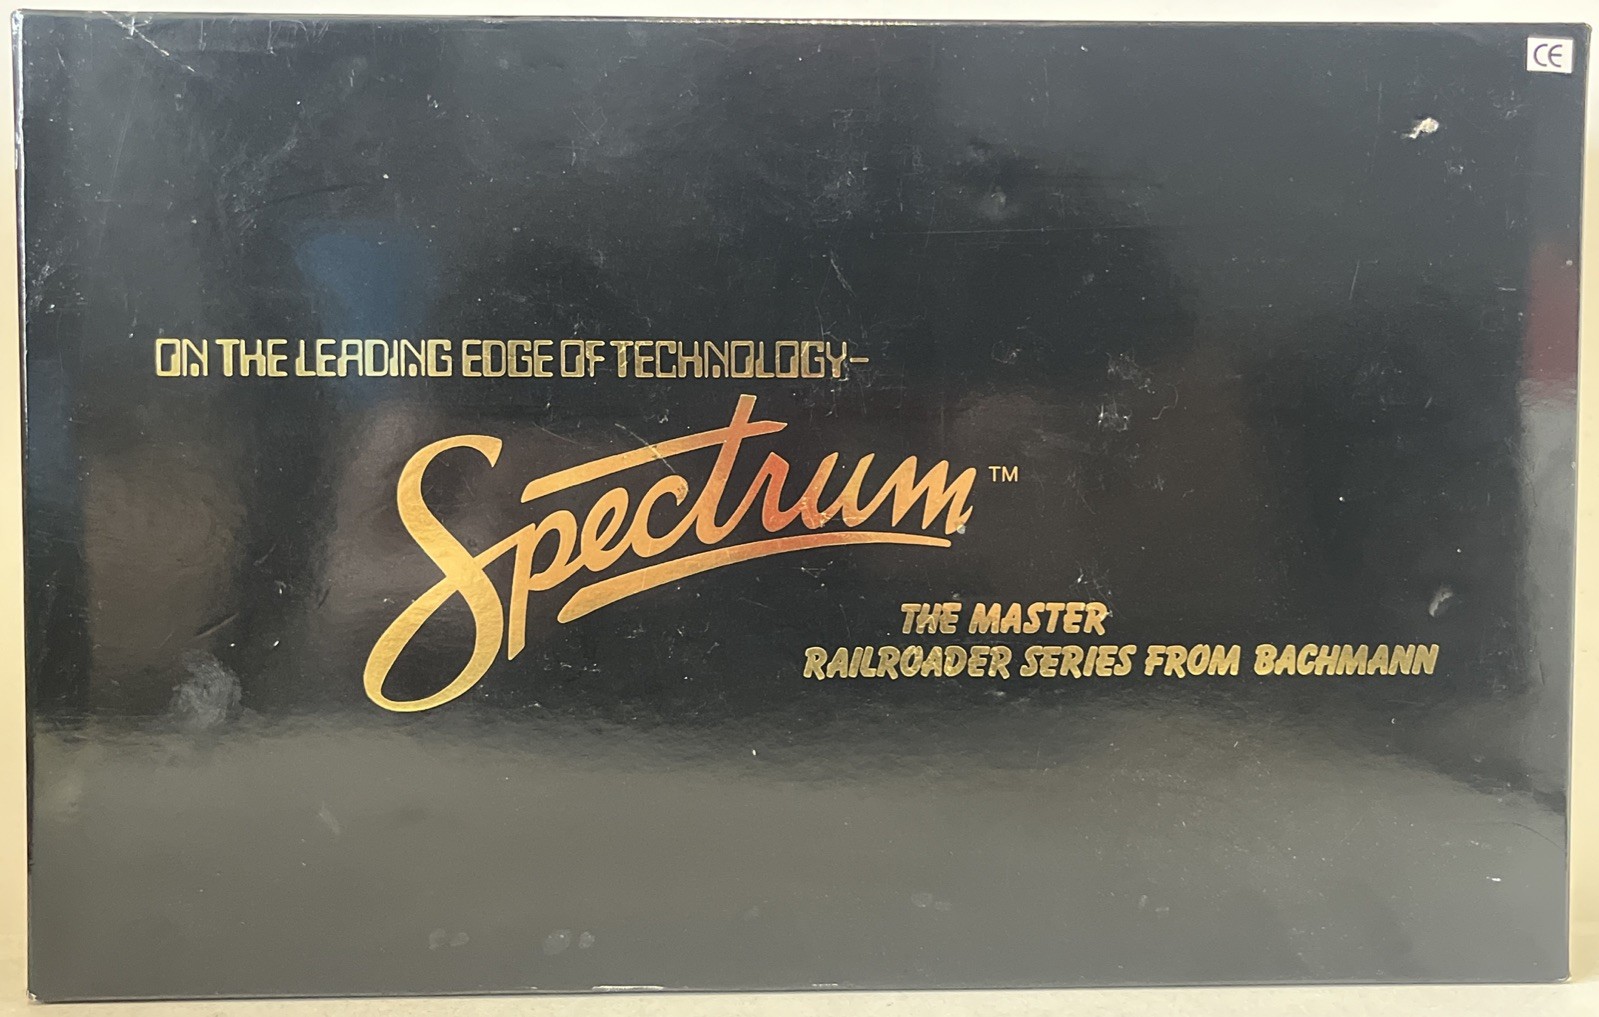 CE
ON THE LEADING EDGE OF TECHNOLOGY-
Spectrum™
THE MASTER
RAILROADER SERIES FROM BACHMANN